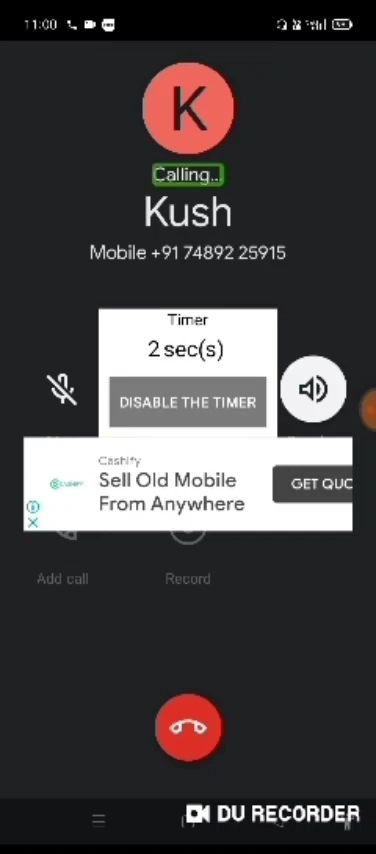 11:00
K
Calling...
Kush
Mobile +91 74892 25915
Timer
2 sec(s)
DISABLE THE TIMER
Cashify
Sell Old Mobile
From Anywhere
GET QUO
Add call
Record
DU RECORDER